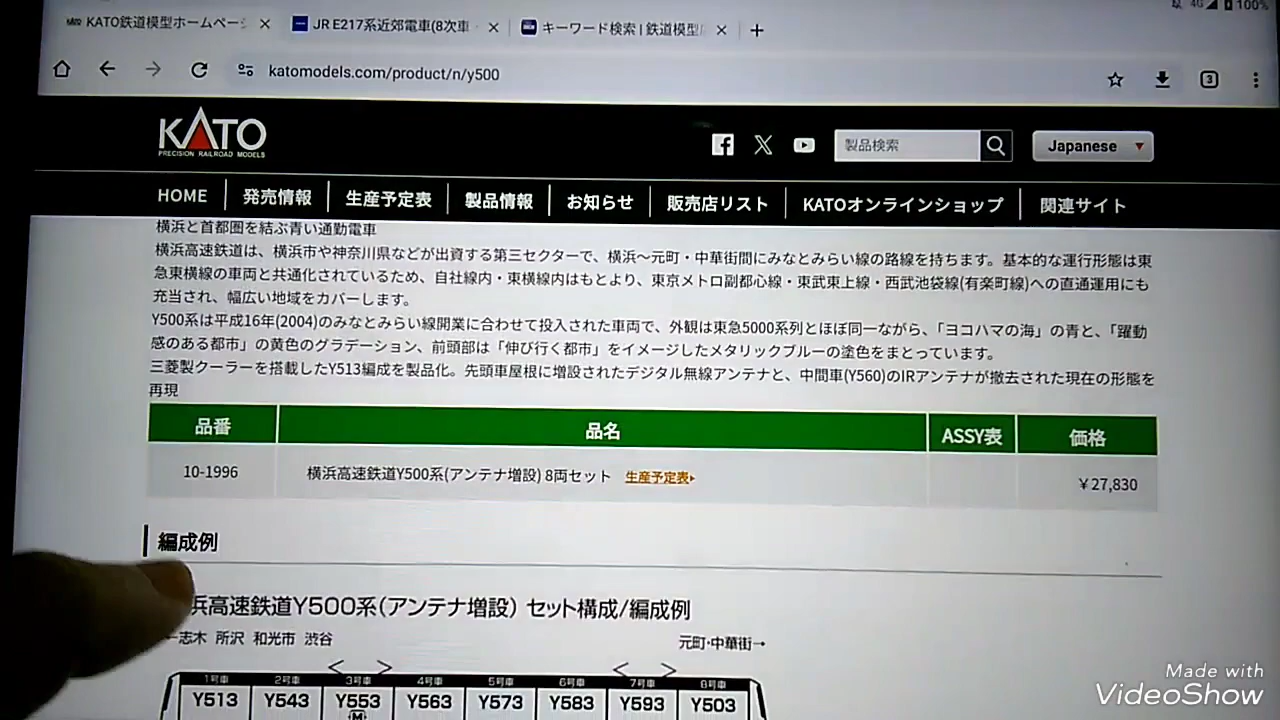 KATO鉄道模型ホームページ
JR E217系近郊電車(8次車
キーワード検索 | 鉄道模型
4G 100%
katomodels.com/product/n/y500
3
KATO
PRECISION RAILROAD MODELS
製品検索
Japanese
HOME 発売情報 生産予定表 製品情報 お知らせ 販売店リスト KATOオンラインショップ 関連サイト
横浜と首都圏を結ぶ青い通勤電車
横浜高速鉄道は、横浜市や神奈川県などが出資する第三セクターで、横浜〜元町・中華街間にみなとみらい線の路線を持ちます。基本的な運行形態は東
急東横線の車両と共通化されているため、自社線内・東横線内はもとより、東京メトロ副都心線・東武東上線・西武池袋線(有楽町線)への直通運用にも
充当され、幅広い地域をカバーします。
Y500系は平成16年(2004)のみなとみらい線開業に合わせて投入された車両で、外観は東急5000系列とほぼ同一ながら、「ヨコハマの海」の青と、「躍動
感のある都市」の黄色のグラデーション、前頭部は「伸び行く都市」をイメージしたメタリックブルーの塗色をまとっています。
三菱製クーラーを搭載したY513編成を製品化。先頭車屋根に増設されたデジタル無線アンテナと、中間車(Y560)のIRアンテナが撤去された現在の形態を
再現
品番 品名 ASSY表 価格
10-1996 横浜高速鉄道Y500系(アンテナ増設) 8両セット 生産予定表 ¥27,830
編成例
浜高速鉄道Y500系(アンテナ増設) セット構成/編成例
←志木 所沢 和光市 渋谷 元町・中華街→
1号車 2号車 3号車 4号車 5号車 6号車 7号車 8号車
Y513 Y543 Y553 Y563 Y573 Y583 Y593 Y503
M
Made with
VideoShow